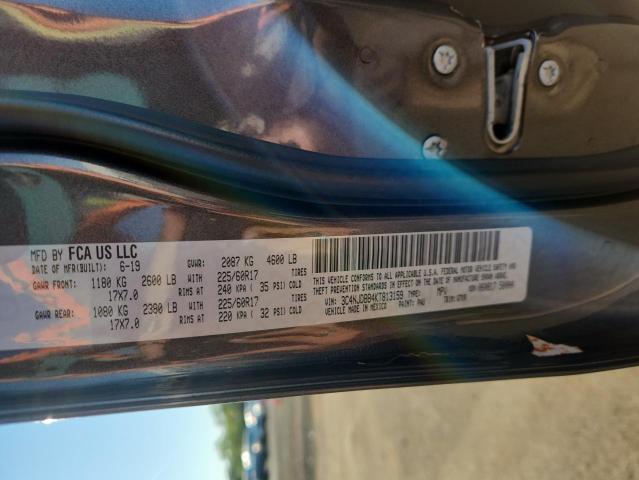 MFD BY FCA US LLC
DATE OF MFR(BUILT): 6-19 GVWR: 2087 KG 4600 LB
GAWR FRONT: 1180 KG 2600 LB WITH 225/60R17 TIRES
17X7.0 RIMS AT 240 KPA ( 35 PSI) COLD
GAWR REAR: 1080 KG 2380 LB WITH 225/60R17 TIRES
17X7.0 RIMS AT 220 KPA ( 32 PSI) COLD
THIS VEHICLE CONFORMS TO ALL APPLICABLE U.S.A. FEDERAL MOTOR VEHICLE SAFETY AND
THEFT PREVENTION STANDARDS IN EFFECT ON THE DATE OF MANUFACTURE SHOWN ABOVE.
VIN: 3C4NJDBB4KT813159 TYPE: MPV
VEHICLE MADE IN MEXICO PAINT: PAU TRIM: